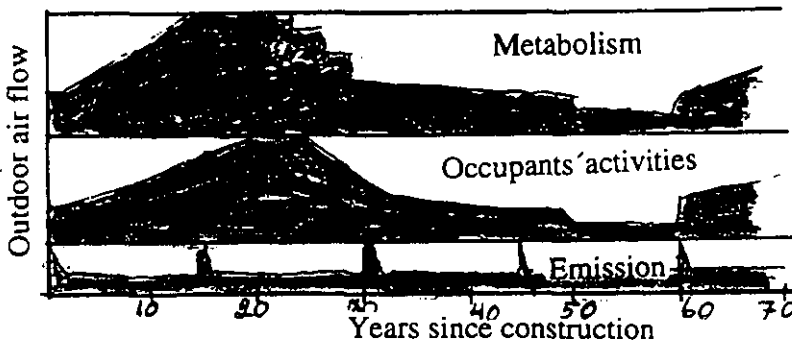 Outdoor air flow
Metabolism
Occupants´activities
Emission
10 20 30 40 50 60 70
Years since construction